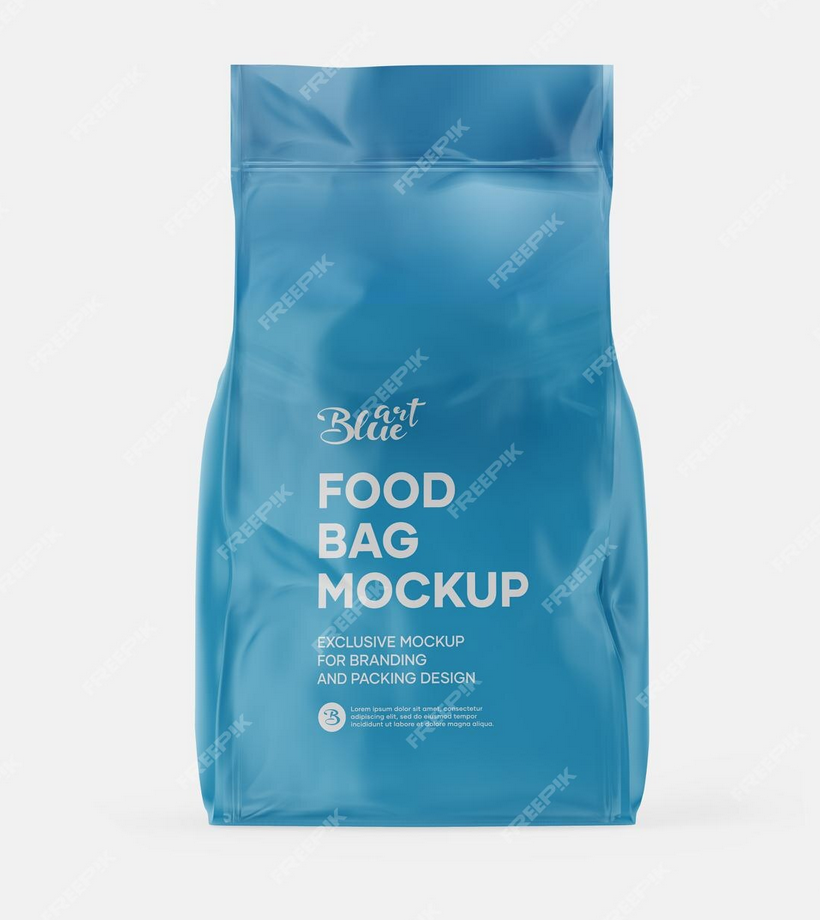 Blue art
FOOD
BAG
MOCKUP
EXCLUSIVE MOCKUP
FOR BRANDING
AND PACKING DESIGN
B
Lorem ipsum dolor sit amet, consectetur
adipiscing elit, sed do eiusmod tempor
incididunt ut labore et dolore magna aliqua.
FREEPIK